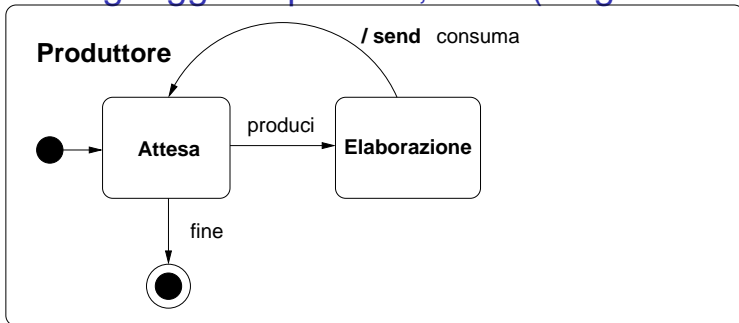 / send consuma
Produttore
produci
Attesa
Elaborazione
fine